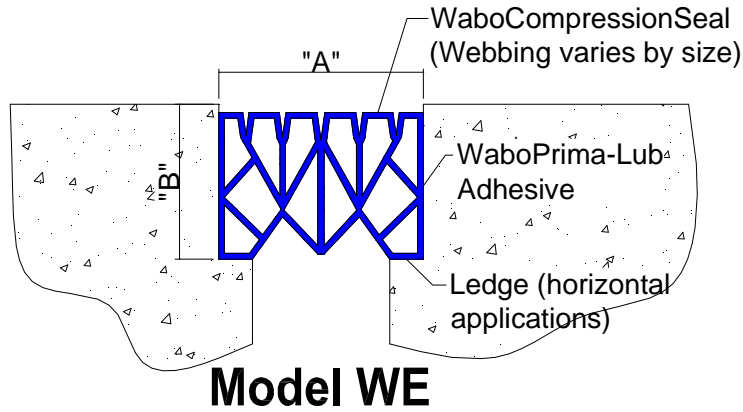 WaboCompressionSeal
(Webbing varies by size)
"A"
"B"
WaboPrima-Lub
Adhesive
Ledge (horizontal
applications)
Model WE